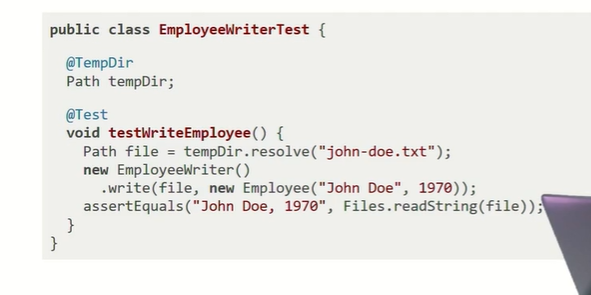 public class EmployeeWriterTest {
@TempDir
Path tempDir;
@Test
void testWriteEmployee() {
Path file = tempDir.resolve("john-doe.txt");
new EmployeeWriter()
.write(file, new Employee("John Doe", 1970));
assertEquals("John Doe, 1970", Files.readString(file));
}
}